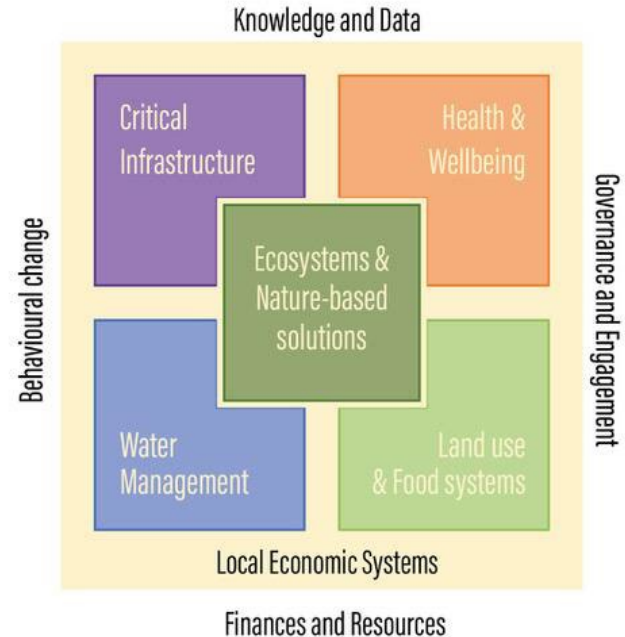 Knowledge and Data
Critical
Infrastructure
Health &
Wellbeing
Behavioural change
Ecosystems &
Nature-based
solutions
Governance and Engagement
Water
Management
Land use
& Food systems
Local Economic Systems
Finances and Resources